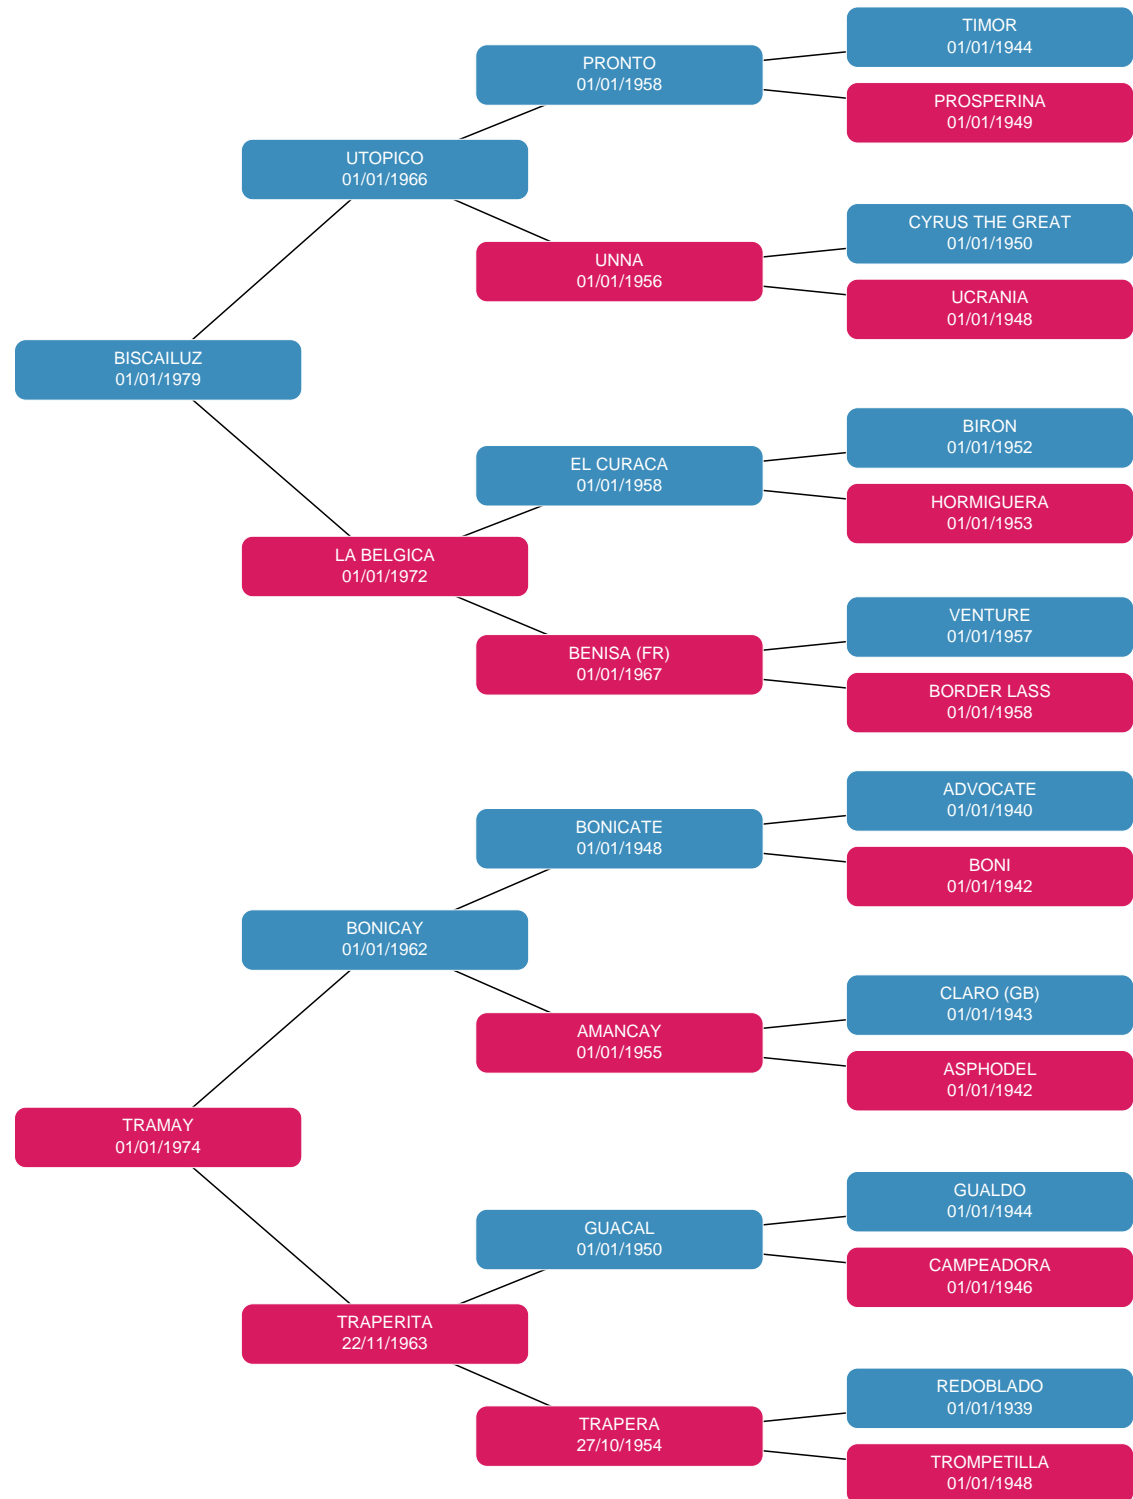 TIMOR
01/01/1944
PRONTO
01/01/1958
PROSPERINA
01/01/1949
UTOPICO
01/01/1966
CYRUS THE GREAT
01/01/1950
UNNA
01/01/1956
UCRANIA
01/01/1948
BISCAILUZ
01/01/1979
BIRON
01/01/1952
EL CURACA
01/01/1958
HORMIGUERA
01/01/1953
LA BELGICA
01/01/1972
VENTURE
01/01/1957
BENISA (FR)
01/01/1967
BORDER LASS
01/01/1958
ADVOCATE
01/01/1940
BONICATE
01/01/1948
BONI
01/01/1942
BONICAY
01/01/1962
CLARO (GB)
01/01/1943
AMANCAY
01/01/1955
ASPHODEL
01/01/1942
TRAMAY
01/01/1974
GUALDO
01/01/1944
GUACAL
01/01/1950
CAMPEADORA
01/01/1946
TRAPERITA
22/11/1963
REDOBLADO
01/01/1939
TRAPERA
27/10/1954
TROMPETILLA
01/01/1948